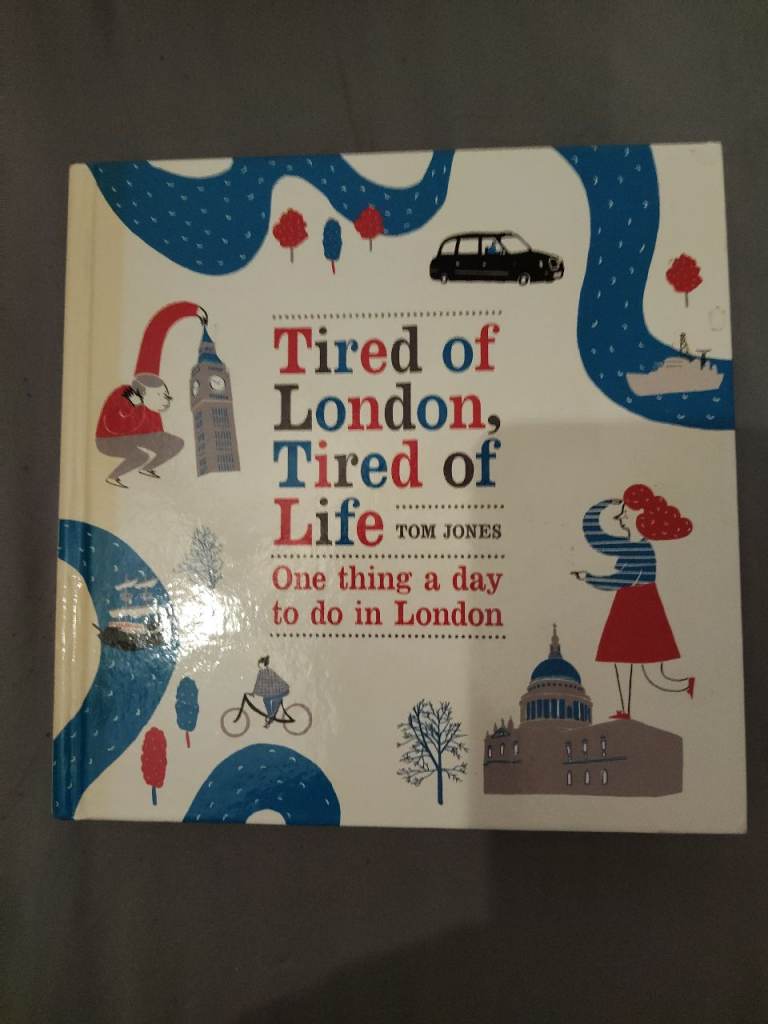 Tired of
London,
Tired of
Life TOM JONES
One thing a day
to do in London